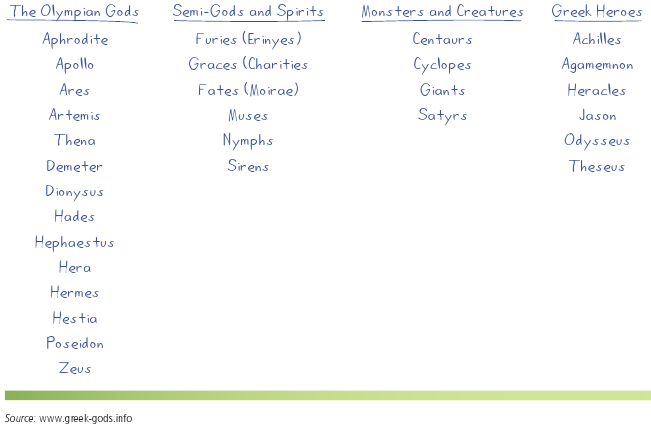 The Olympian Gods Semi-Gods and Spirits Monsters and Creatures Greek Heroes
Aphrodite Furies (Erinyes) Centaurs Achilles
Apollo Graces (Charities Cyclopes Agamemnon
Ares Fates (Moirae) Giants Heracles
Artemis Muses Satyrs Jason
Thena Nymphs Odysseus
Demeter Sirens Theseus
Dionysus
Hades
Hephaestus
Hera
Hermes
Hestia
Poseidon
Zeus
Source: www.greek-gods.info